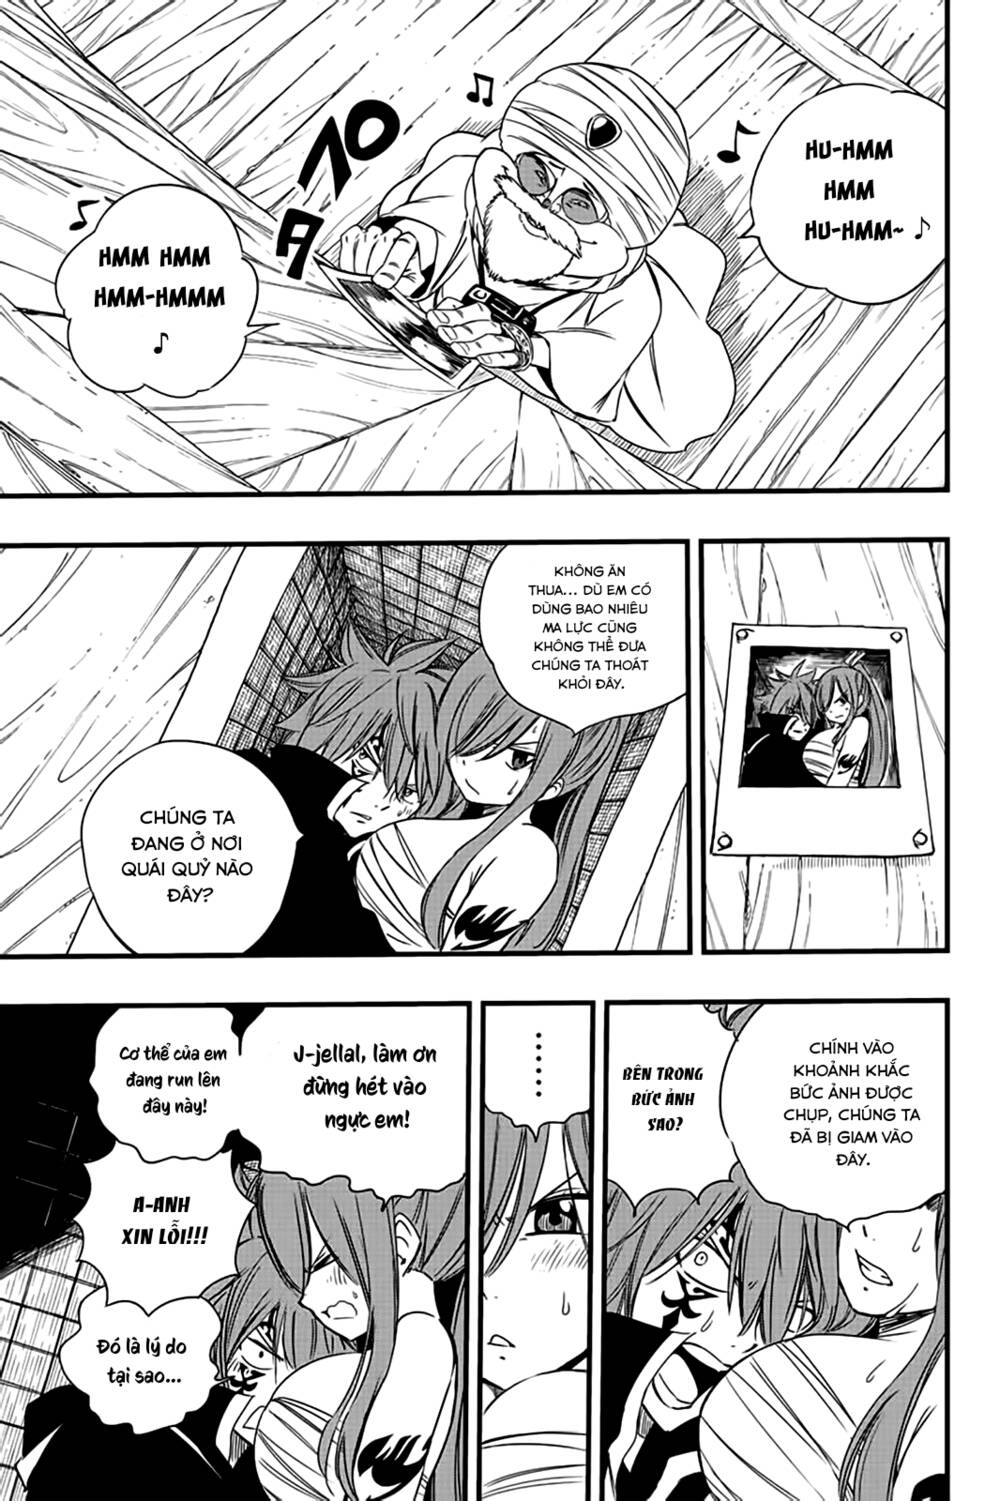 HU-HMM
HMM
HU-HMM~ ♪
ペロ
ペタ
HMM HMM
HMM-HMMM
♪
KHÔNG ĂN
THUA... DÙ EM CÓ
DÙNG BAO NHIÊU
MA LỰC CŨNG
KHÔNG THỂ ĐƯA
CHÚNG TA THOÁT
KHỎI ĐÂY.
CHÚNG TA
ĐANG Ở NƠI
QUÁI QUỶ NÀO
ĐÂY?
CHÍNH VÀO
KHOẢNH KHẮC
BỨC ẢNH ĐƯỢC
CHỤP, CHÚNG TA
ĐÃ BỊ GIAM VÀO
ĐÂY.
BÊN TRONG
BỨC ẢNH
SAO?
........
J-jellal, làm ơn
đừng hét vào
ngực em!
Cơ thể của em
đang run lên
đây này!
A-ANH
XIN LỖI!!!
Đó là lý do
tại sao...